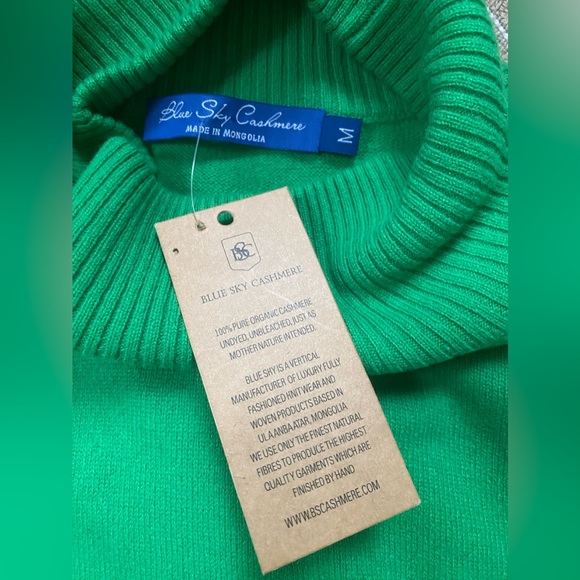 Blue Sky Cashmere
MADE IN MONGOLIA
M
BSC
BLUE SKY CASHMERE
100% PURE ORGANIC CASHMERE
UNDYED, UNBLEACHED, JUST AS
MOTHER NATURE INTENDED.
BLUE SKY IS A VERTICAL
MANUFACTURER OF LUXURY FULLY
FASHIONED KNITWEAR AND
WOVEN PRODUCTS BASED IN
ULAANBAATAR, MONGOLIA
WE USE ONLY THE FINEST NATURAL
FIBRES TO PRODUCE THE HIGHEST
QUALITY GARMENTS WHICH ARE
FINISHED BY HAND
WWW.BSCASHMERE.COM